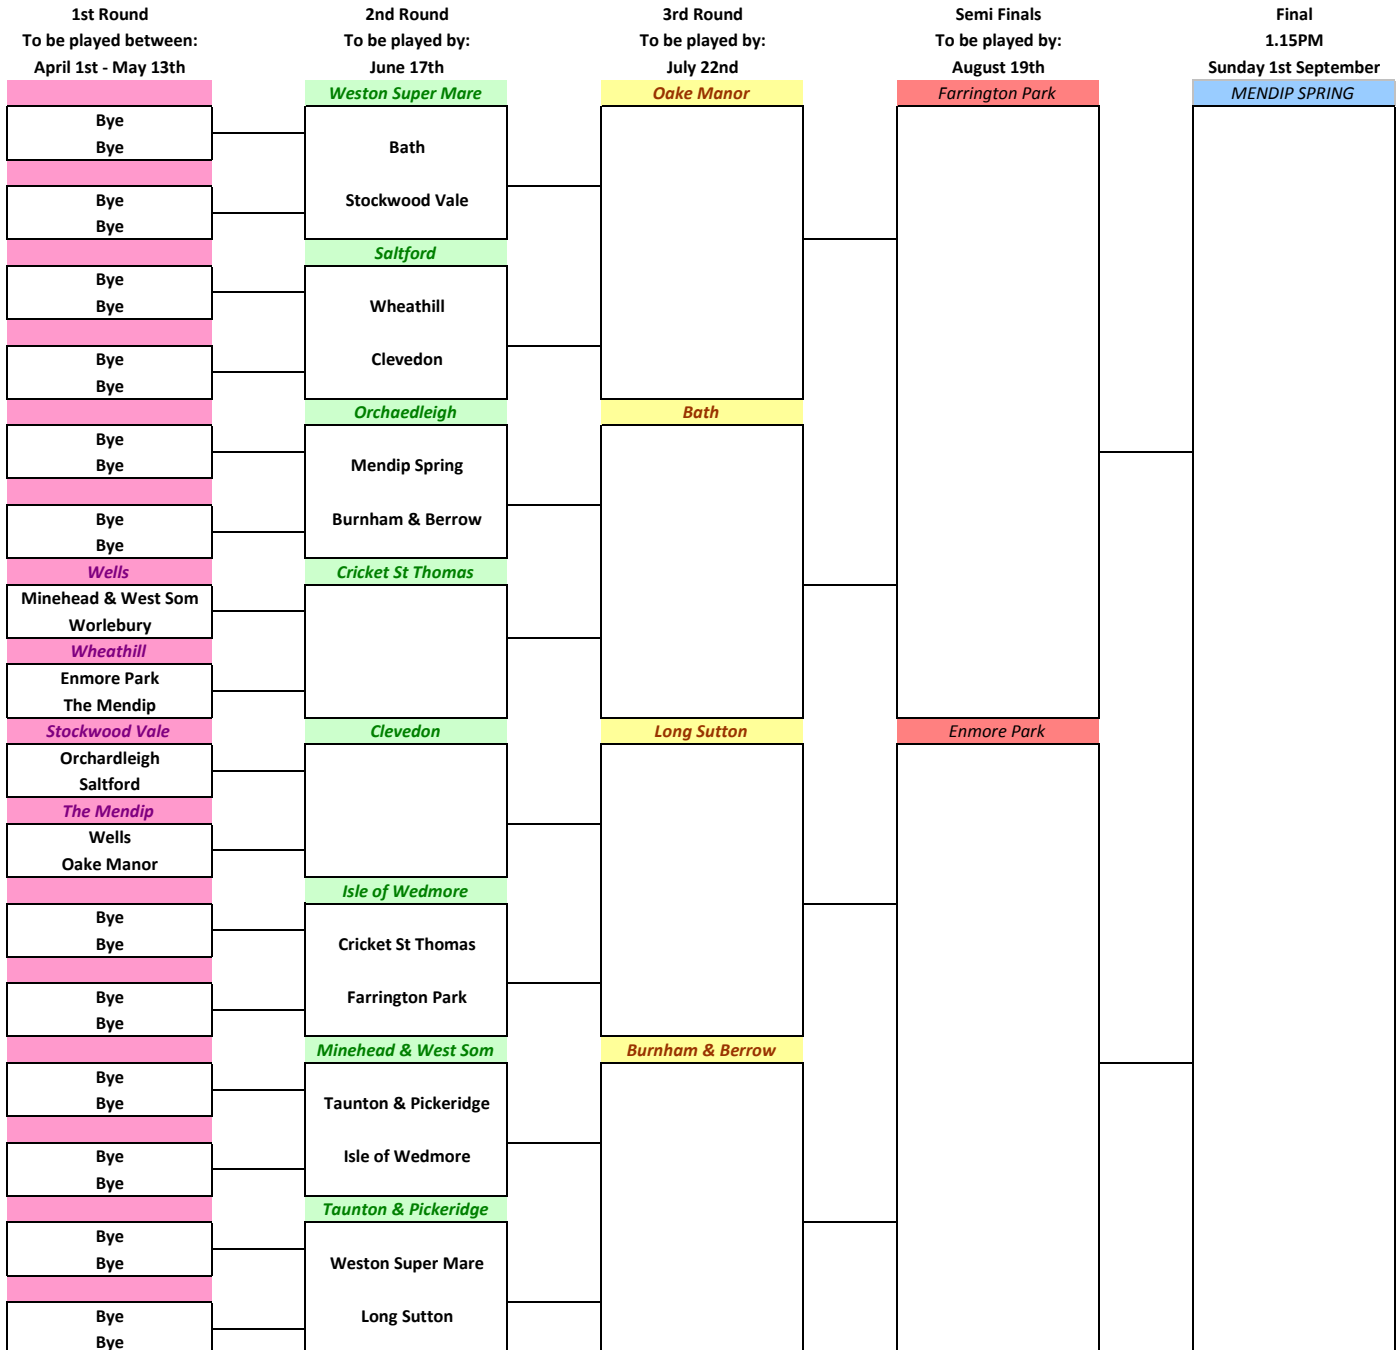 1st Round
To be played between:
April 1st - May 13th
2nd Round
To be played by:
June 17th
3rd Round
To be played by:
July 22nd
Semi Finals
To be played by:
August 19th
Final
1.15PM
Sunday 1st September
Bye
Bye
Bye
Bye
Bye
Bye
Bye
Bye
Bye
Bye
Bye
Bye
Wells
Minehead & West Som
Worlebury
Wheathill
Enmore Park
The Mendip
Stockwood Vale
Orchardleigh
Saltford
The Mendip
Wells
Oake Manor
Bye
Bye
Bye
Bye
Bye
Bye
Bye
Bye
Bye
Bye
Bye
Bye
Weston Super Mare
Bath
Stockwood Vale
Saltford
Wheathill
Clevedon
Orchaedleigh
Mendip Spring
Burnham & Berrow
Cricket St Thomas
Clevedon
Isle of Wedmore
Cricket St Thomas
Farrington Park
Minehead & West Som
Taunton & Pickeridge
Isle of Wedmore
Taunton & Pickeridge
Weston Super Mare
Long Sutton
Oake Manor
Bath
Long Sutton
Burnham & Berrow
Farrington Park
Enmore Park
MENDIP SPRING